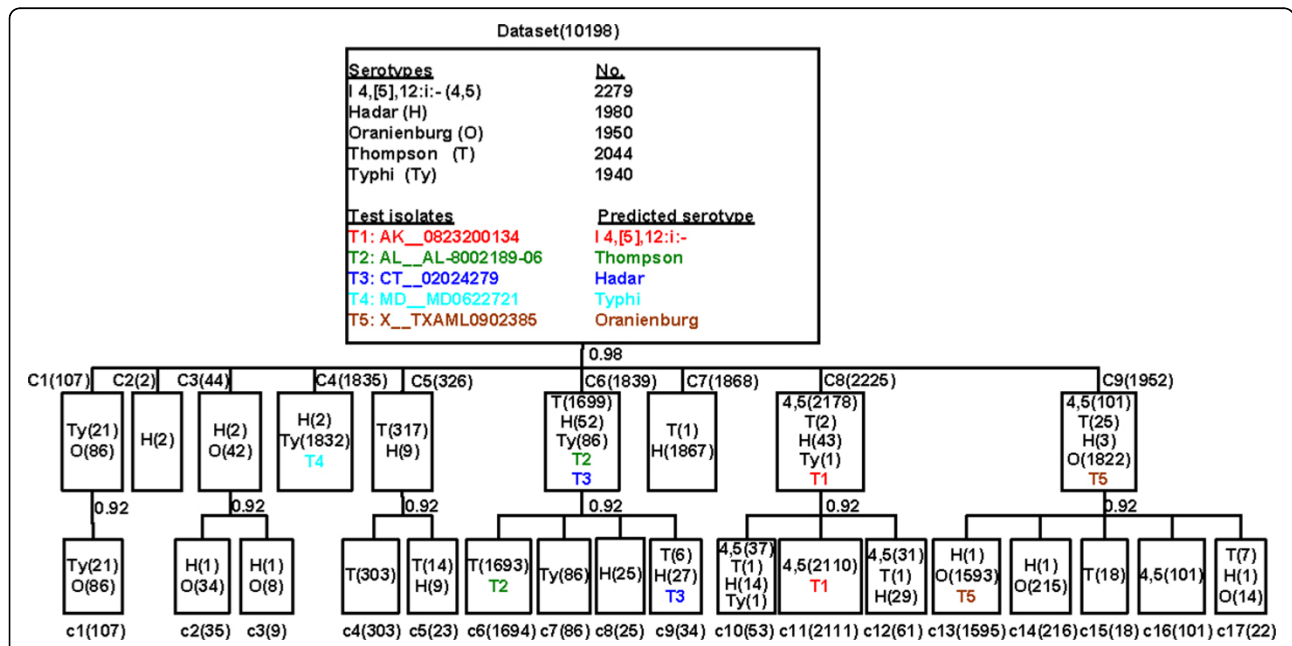 Dataset(10198)
Serotypes No.
I 4,[5],12:i:- (4,5) 2279
Hadar (H) 1980
Oranienburg (O) 1950
Thompson (T) 2044
Typhi (Ty) 1940
Test isolates Predicted serotype
T1: AK__0823200134 I 4,[5],12:i:-
T2: AL__AL-8002189-06 Thompson
T3: CT__02024279 Hadar
T4: MD__MD0622721 Typhi
T5: X__TXAML0902385 Oranienburg
0.98
C1(107) C2(2) C3(44) C4(1835) C5(326) C6(1839) C7(1868) C8(2225) C9(1952)
Ty(21)
O(86)
H(2)
H(2)
O(42)
H(2)
Ty(1832)
T4
T(317)
H(9)
T(1699)
H(52)
Ty(86)
T2
T3
T(1)
H(1867)
4,5(2178)
T(2)
H(43)
Ty(1)
T1
4,5(101)
T(25)
H(3)
O(1822)
T5
0.92 0.92 0.92 0.92 0.92 0.92
Ty(21)
O(86)
H(1)
O(34)
H(1)
O(8)
T(303)
T(14)
H(9)
T(1693)
T2
Ty(86)
H(25)
T(6)
H(27)
T3
4,5(37)
T(1)
H(14)
Ty(1)
4,5(2110)
T1
4,5(31)
T(1)
H(29)
H(1)
O(1593)
T5
H(1)
O(215)
T(18)
4,5(101)
T(7)
H(1)
O(14)
c1(107) c2(35) c3(9) c4(303) c5(23) c6(1694) c7(86) c8(25) c9(34) c10(53) c11(2111) c12(61) c13(1595) c14(216) c15(18) c16(101) c17(22)